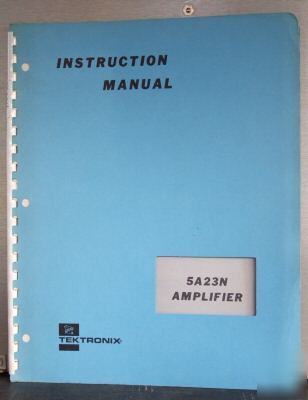 INSTRUCTION
MANUAL
5A23N
AMPLIFIER
TEKTRONIX